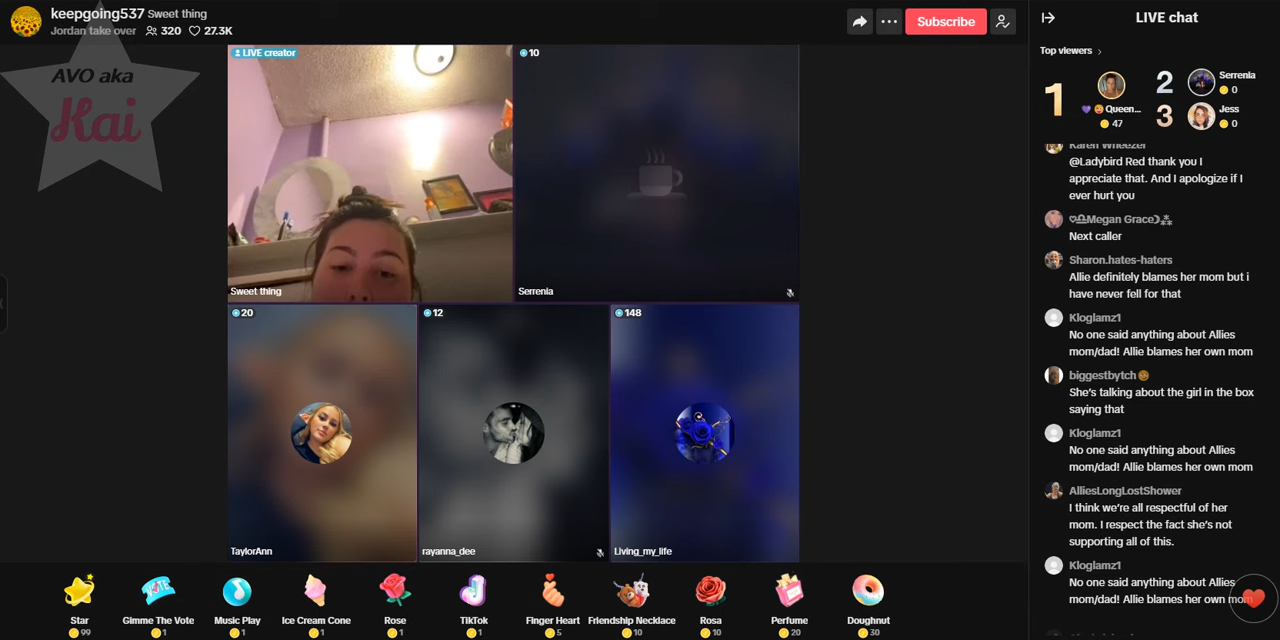 keepgoing537 Sweet thing
Jordan take over 320 27.3K
Subscribe
LIVE chat
AVO aka
Kai
LIVE creator
Sweet thing
10
Serrenia
20
TaylorAnn
12
rayanna_dee
148
Living_my_life
Top viewers
1
Queen...
47
2
Serrenia
0
3
Jess
0
Karen Wheezer
@Ladybird Red thank you I
appreciate that. And I apologize if I
ever hurt you
Megan Grace
Next caller
Sharon.hates-haters
Allie definitely blames her mom but i
have never fell for that
Kloglamz1
No one said anything about Allies
mom/dad! Allie blames her own mom
biggestbytch
She's talking about the girl in the box
saying that
Kloglamz1
No one said anything about Allies
mom/dad! Allie blames her own mom
AlliesLongLostShower
I think we're all respectful of her
mom. I respect the fact she's not
supporting all of this.
Kloglamz1
No one said anything about Allies
mom/dad! Allie blames her own mom
Star
99
Gimme The Vote
1
Music Play
1
Ice Cream Cone
1
Rose
1
TikTok
1
Finger Heart
5
Friendship Necklace
10
Rosa
10
Perfume
20
Doughnut
30